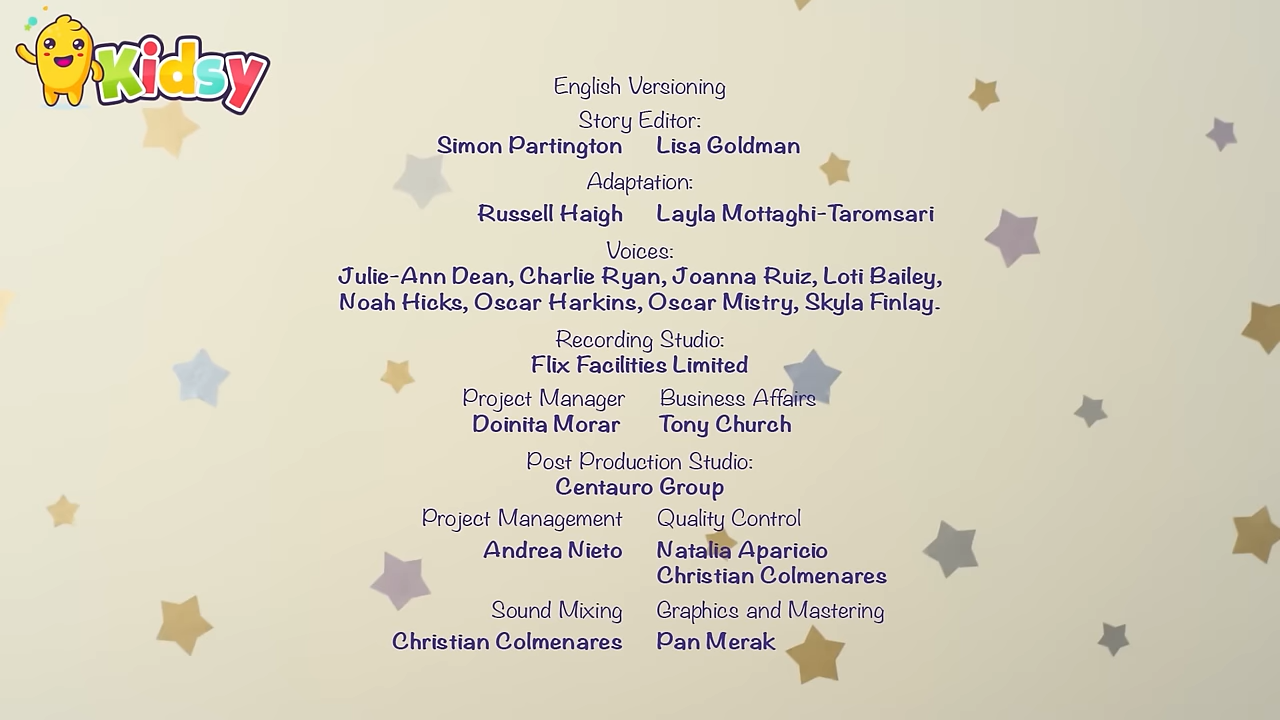 Kidsy
English Versioning
Story Editor:
Simon Partington Lisa Goldman
Adaptation:
Russell Haigh Layla Mottaghi-Taromsari
Voices:
Julie-Ann Dean, Charlie Ryan, Joanna Ruiz, Loti Bailey,
Noah Hicks, Oscar Harkins, Oscar Mistry, Skyla Finlay.
Recording Studio:
Flix Facilities Limited
Project Manager Business Affairs
Doinita Morar Tony Church
Post Production Studio:
Centauro Group
Project Management Quality Control
Andrea Nieto Natalia Aparicio
Christian Colmenares
Sound Mixing Graphics and Mastering
Christian Colmenares Pan Merak